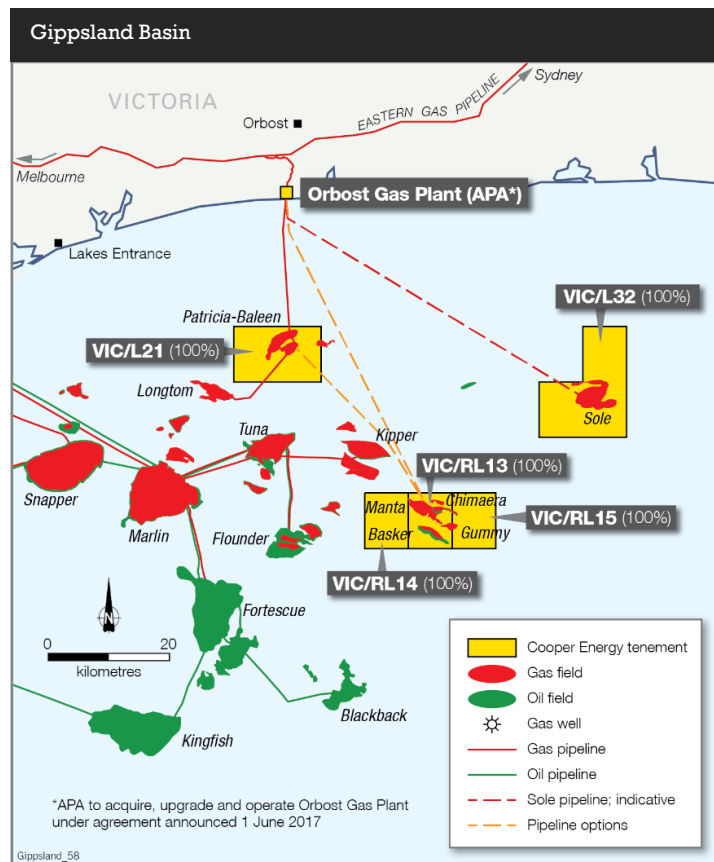 Gippsland Basin
VICTORIA
Sydney
EASTERN GAS PIPELINE
Orbost
Melbourne
Orbost Gas Plant (APA*)
Lakes Entrance
VIC/L32 (100%)
Patricia-Baleen
VIC/L21 (100%)
Longtom
Sole
Tuna
Kipper
VIC/RL13 (100%)
Snapper
Marlin
Flounder
Manta
Chimaera
Basker
Gummy
VIC/RL15 (100%)
VIC/RL14 (100%)
N
Fortescue
0 20
kilometres
Blackback
Kingfish
Cooper Energy tenement
Gas field
Oil field
Gas well
Gas pipeline
Oil pipeline
Sole pipeline; indicative
Pipeline options
*APA to acquire, upgrade and operate Orbost Gas Plant
under agreement announced 1 June 2017
Gippsland_58